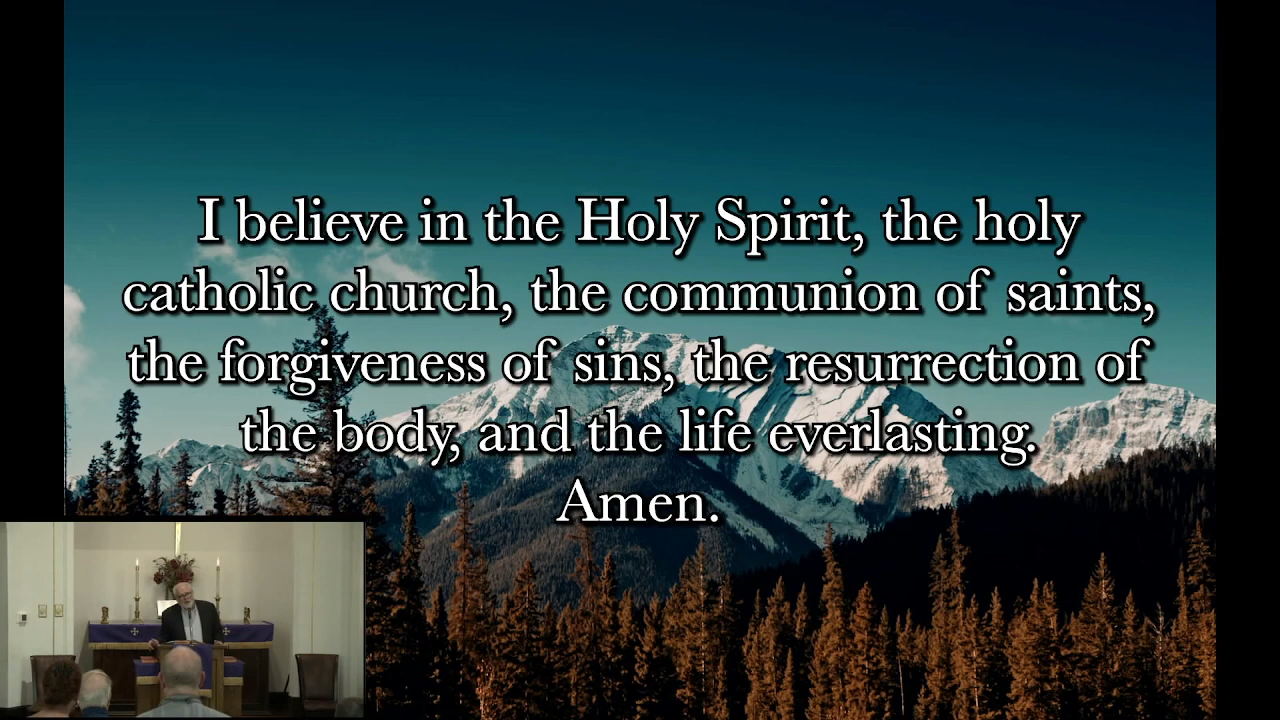 I believe in the Holy Spirit, the holy
catholic church, the communion of saints,
the forgiveness of sins, the resurrection of
the body, and the life everlasting.
Amen.